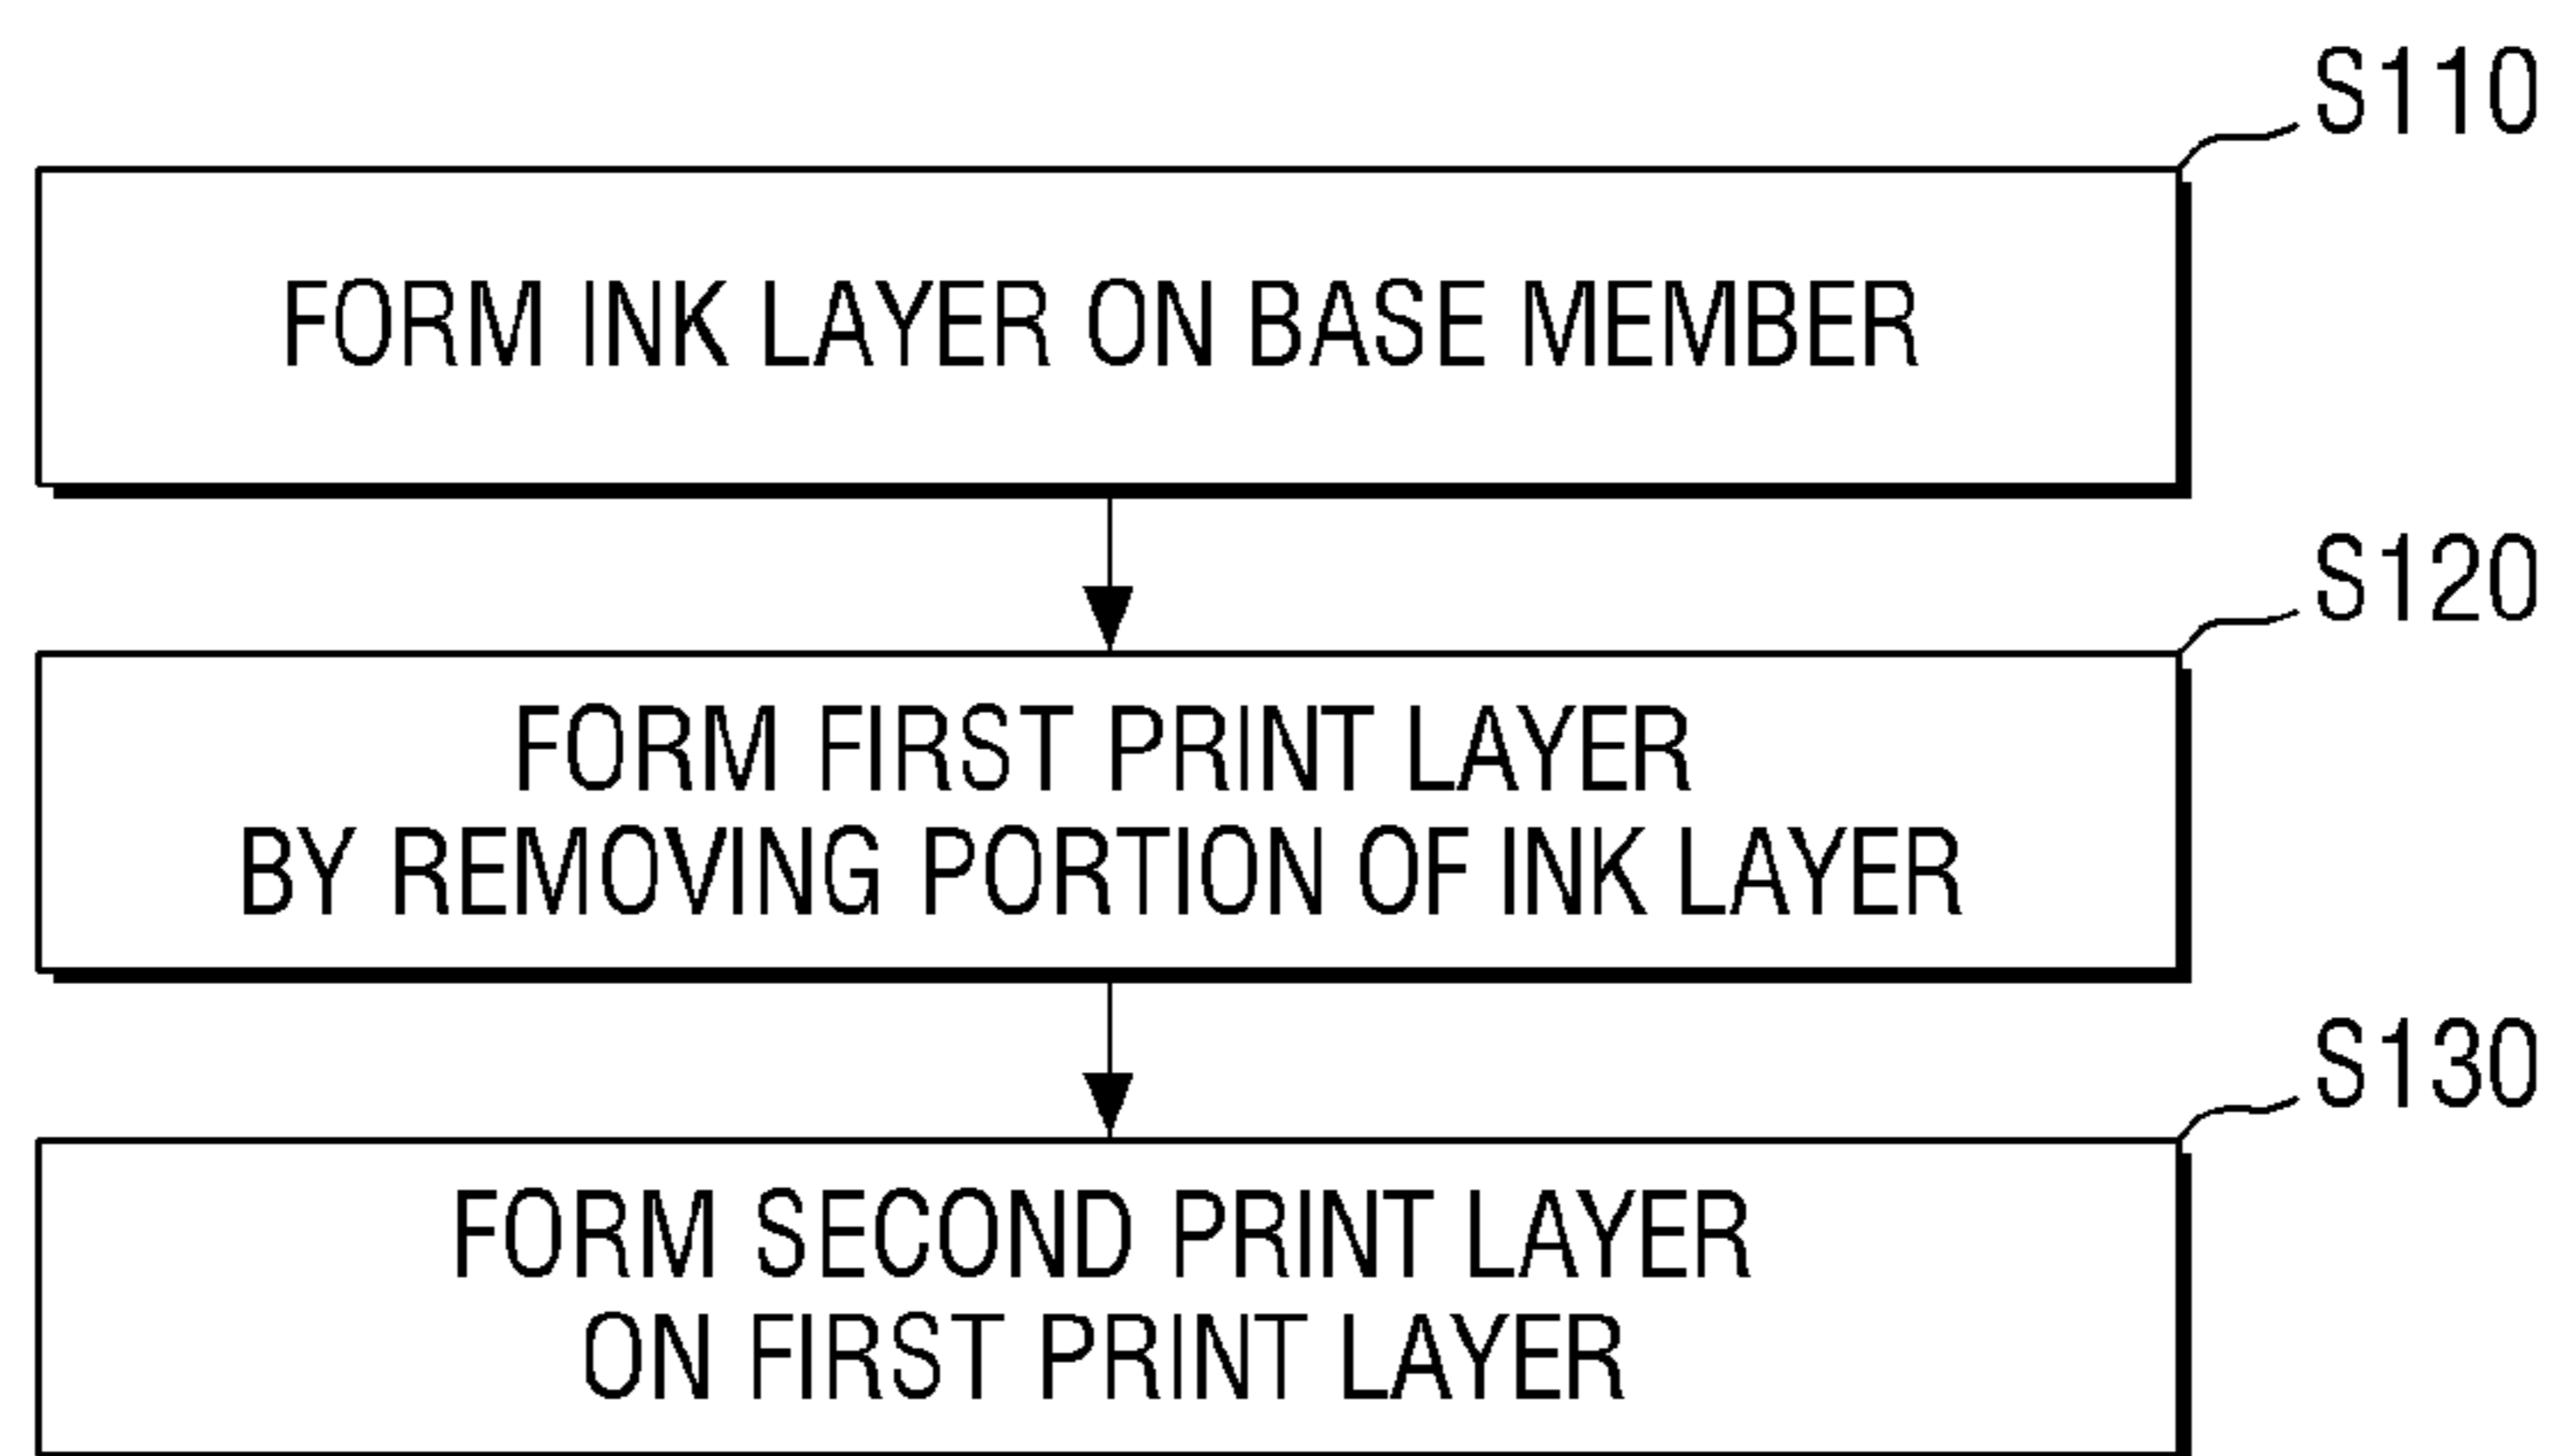 S110
FORM INK LAYER ON BASE MEMBER
S120
FORM FIRST PRINT LAYER
BY REMOVING PORTION OF INK LAYER
S130
FORM SECOND PRINT LAYER
ON FIRST PRINT LAYER